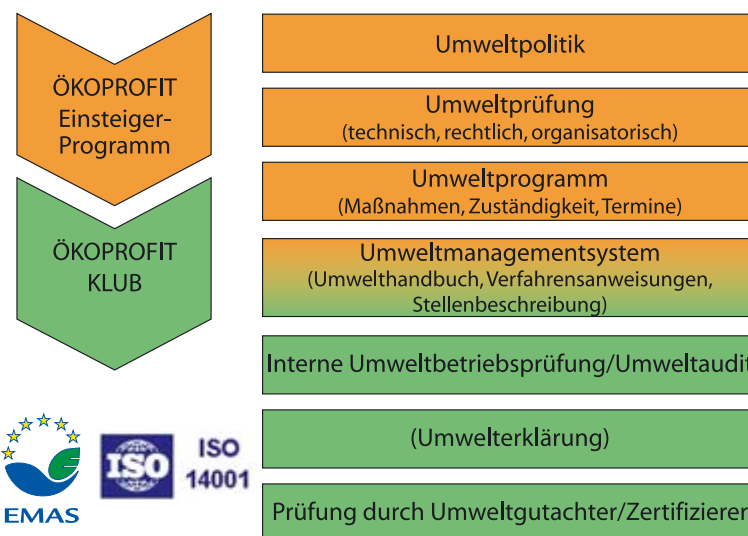 ÖKOPROFIT
Einsteiger-
Programm
ÖKOPROFIT
KLUB
Umweltpolitik
Umweltprüfung
(technisch, rechtlich, organisatorisch)
Umweltprogramm
(Maßnahmen, Zuständigkeit, Termine)
Umweltmanagementsystem
(Umwelthandbuch, Verfahrensanweisungen,
Stellenbeschreibung)
Interne Umweltbetriebsprüfung/Umweltaudit
(Umwelterklärung)
Prüfung durch Umweltgutachter/Zertifizierer
EMAS
ISO
ISO
14001